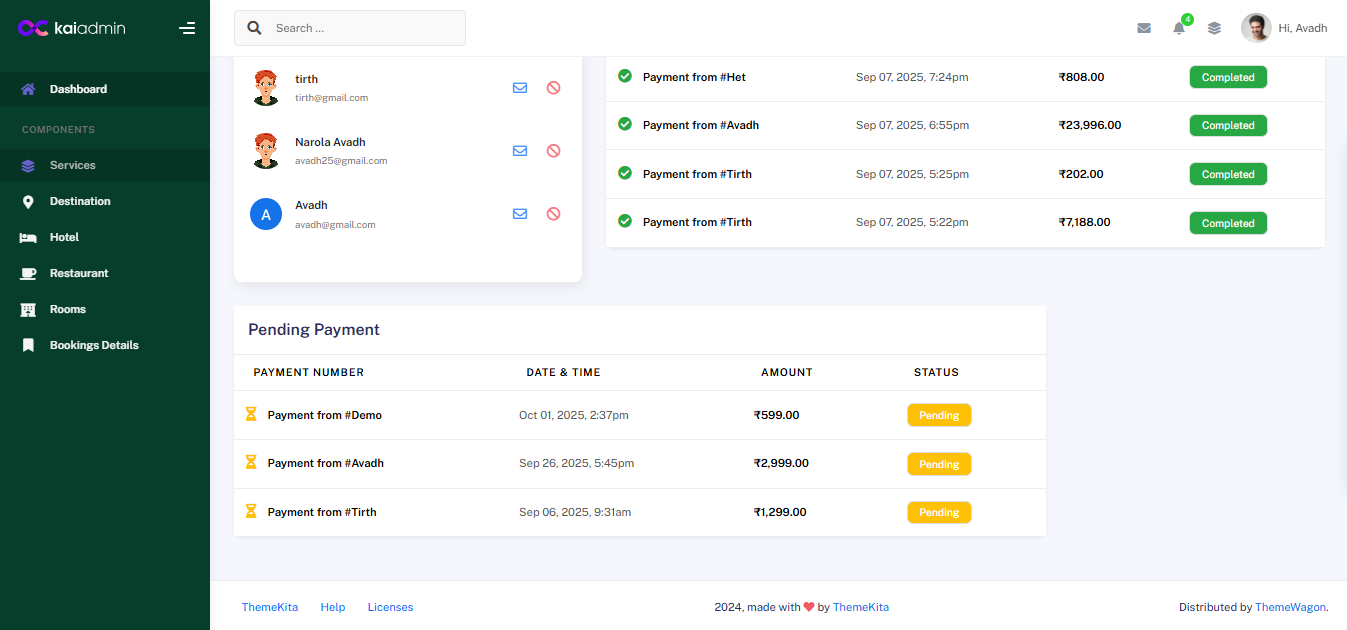 kaiadmin
Search ...
4
Hi, Avadh
Dashboard
COMPONENTS
Services
Destination
Hotel
Restaurant
Rooms
Bookings Details
tirth
tirth@gmail.com
Narola Avadh
avadh25@gmail.com
A
Avadh
avadh@gmail.com
Payment from #Het Sep 07, 2025, 7:24pm ₹808.00 Completed
Payment from #Avadh Sep 07, 2025, 6:55pm ₹23,996.00 Completed
Payment from #Tirth Sep 07, 2025, 5:25pm ₹202.00 Completed
Payment from #Tirth Sep 07, 2025, 5:22pm ₹7,188.00 Completed
Pending Payment
PAYMENT NUMBER DATE & TIME AMOUNT STATUS
Payment from #Demo Oct 01, 2025, 2:37pm ₹599.00 Pending
Payment from #Avadh Sep 26, 2025, 5:45pm ₹2,999.00 Pending
Payment from #Tirth Sep 06, 2025, 9:31am ₹1,299.00 Pending
ThemeKita Help Licenses
2024, made with ❤ by ThemeKita
Distributed by ThemeWagon.